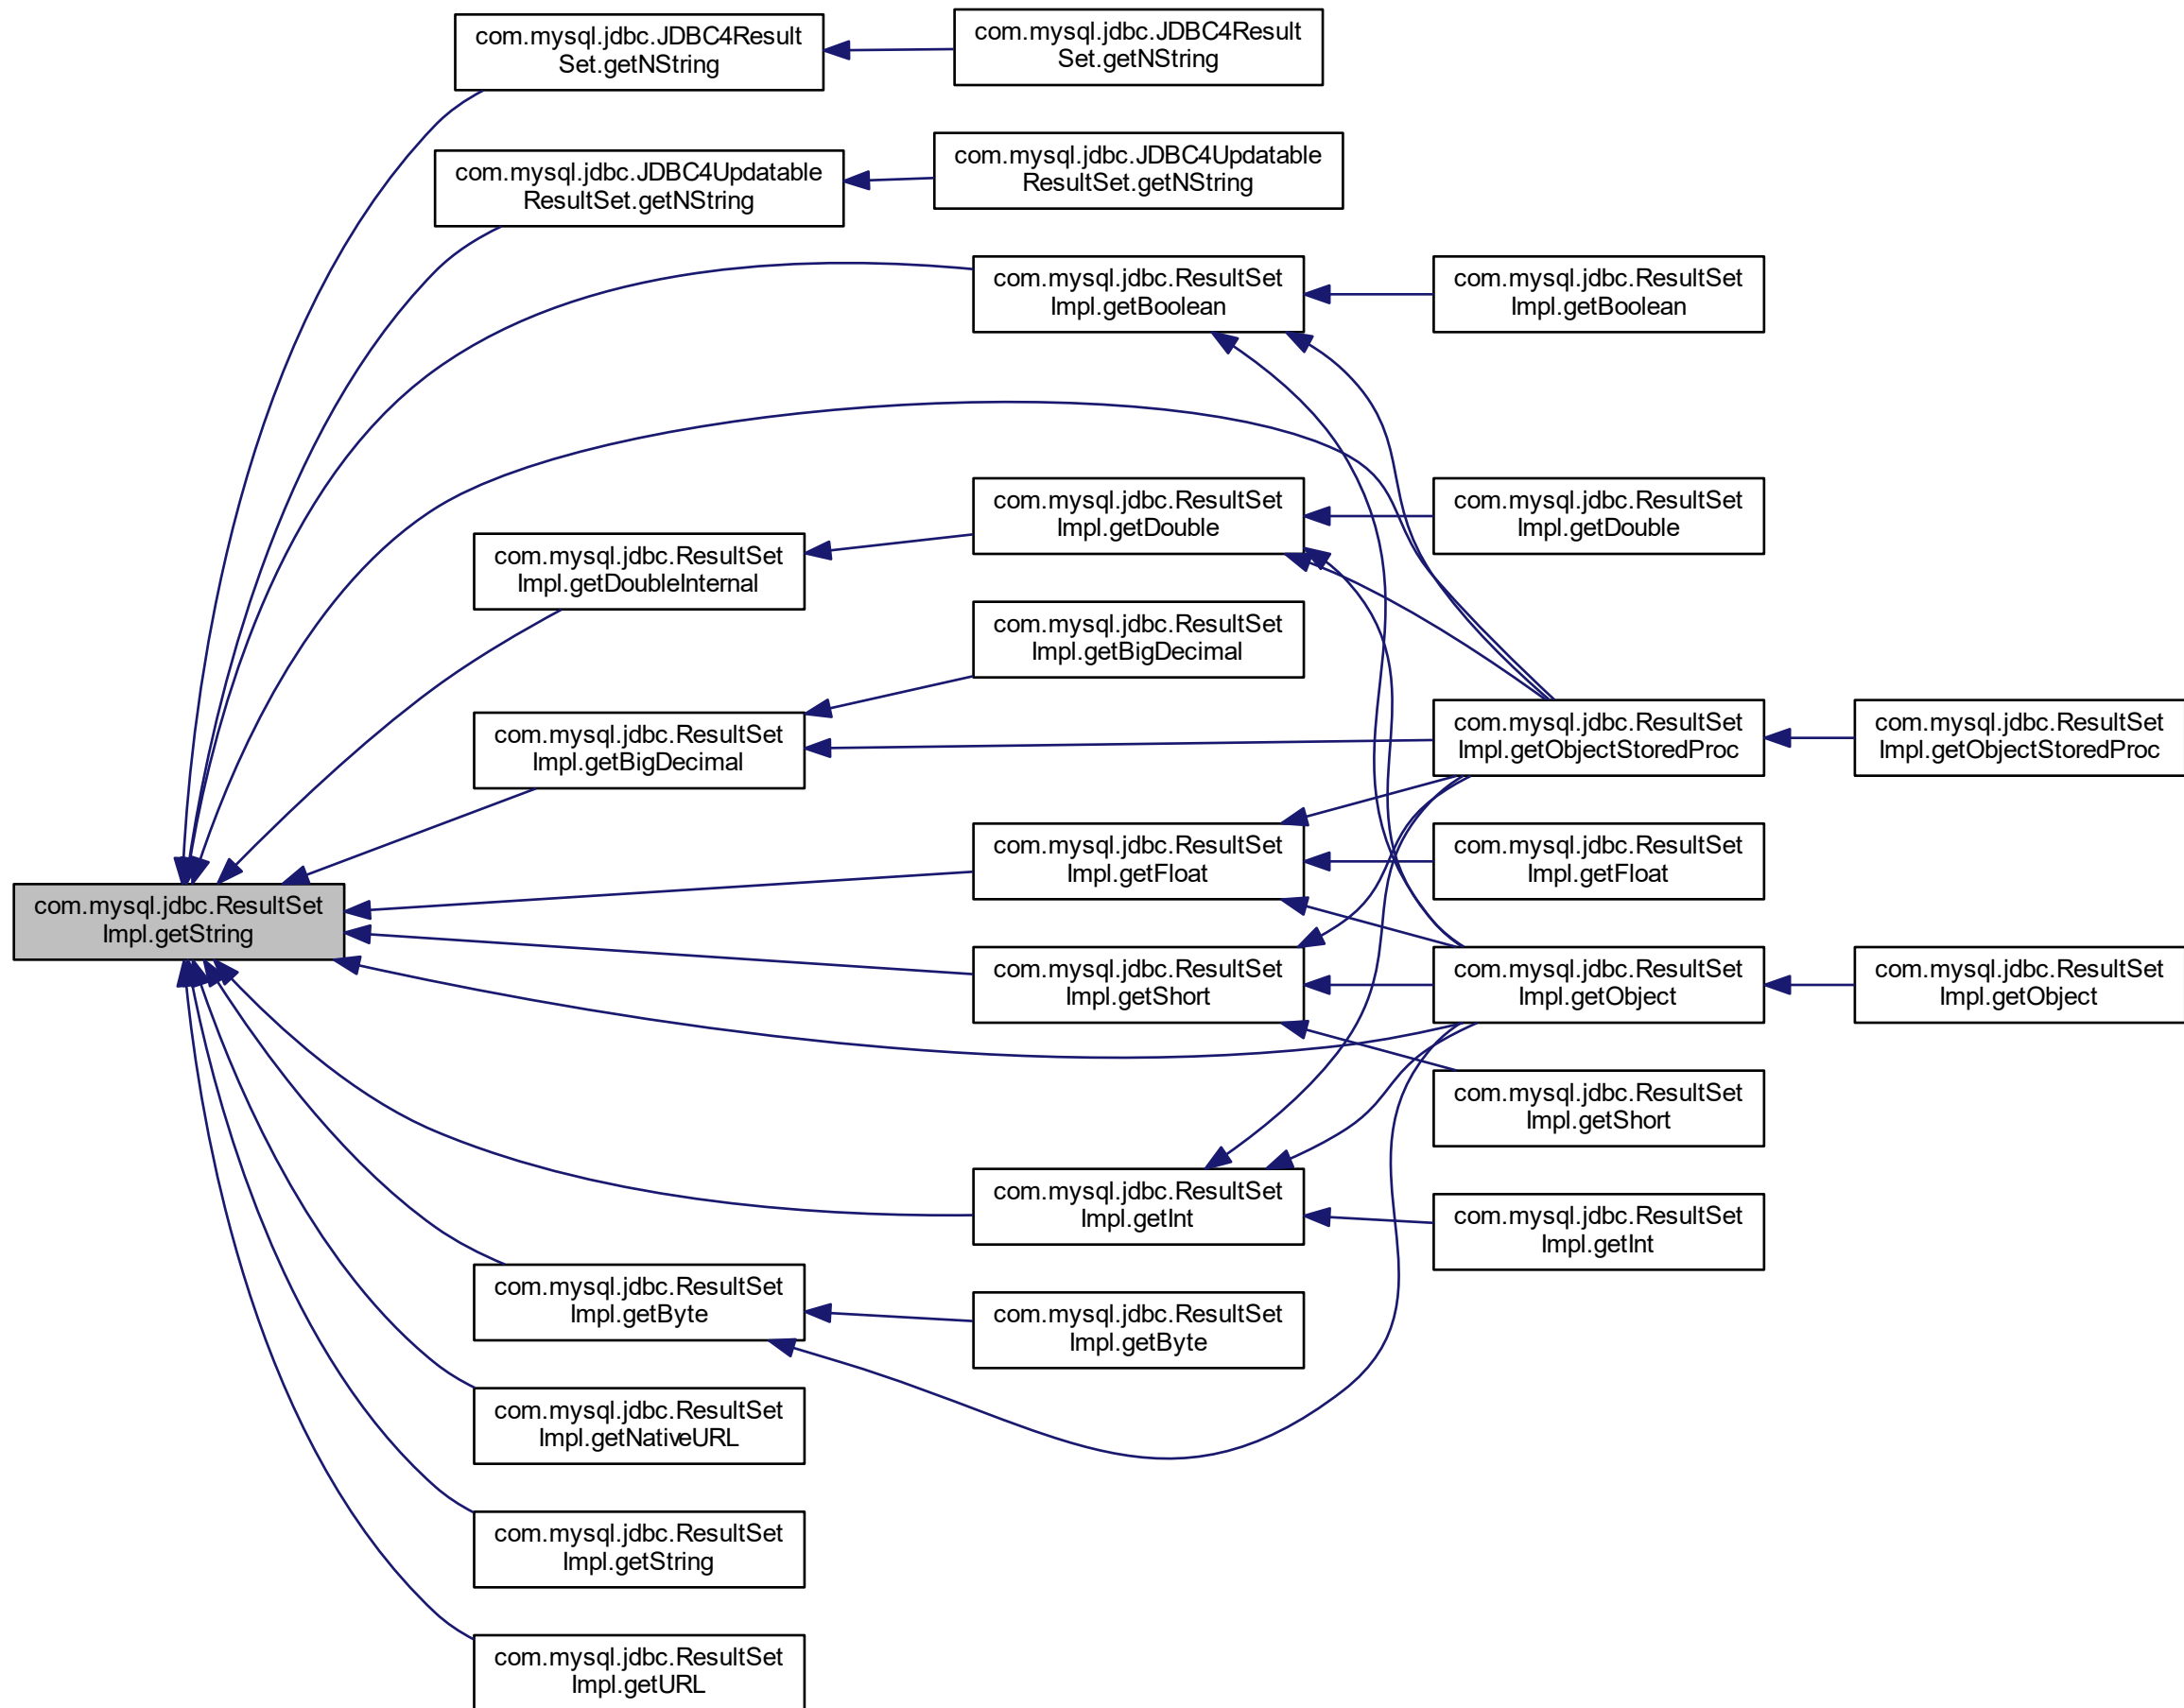 com.mysql.jdbc.JDBC4Result
Set.getNString
com.mysql.jdbc.JDBC4Result
Set.getNString
com.mysql.jdbc.JDBC4Updatable
ResultSet.getNString
com.mysql.jdbc.JDBC4Updatable
ResultSet.getNString
com.mysql.jdbc.ResultSet
Impl.getBoolean
com.mysql.jdbc.ResultSet
Impl.getBoolean
com.mysql.jdbc.ResultSet
Impl.getDouble
com.mysql.jdbc.ResultSet
Impl.getDouble
com.mysql.jdbc.ResultSet
Impl.getDoubleInternal
com.mysql.jdbc.ResultSet
Impl.getBigDecimal
com.mysql.jdbc.ResultSet
Impl.getBigDecimal
com.mysql.jdbc.ResultSet
Impl.getObjectStoredProc
com.mysql.jdbc.ResultSet
Impl.getObjectStoredProc
com.mysql.jdbc.ResultSet
Impl.getFloat
com.mysql.jdbc.ResultSet
Impl.getFloat
com.mysql.jdbc.ResultSet
Impl.getString
com.mysql.jdbc.ResultSet
Impl.getShort
com.mysql.jdbc.ResultSet
Impl.getObject
com.mysql.jdbc.ResultSet
Impl.getObject
com.mysql.jdbc.ResultSet
Impl.getShort
com.mysql.jdbc.ResultSet
Impl.getInt
com.mysql.jdbc.ResultSet
Impl.getInt
com.mysql.jdbc.ResultSet
Impl.getByte
com.mysql.jdbc.ResultSet
Impl.getByte
com.mysql.jdbc.ResultSet
Impl.getNativeURL
com.mysql.jdbc.ResultSet
Impl.getString
com.mysql.jdbc.ResultSet
Impl.getURL